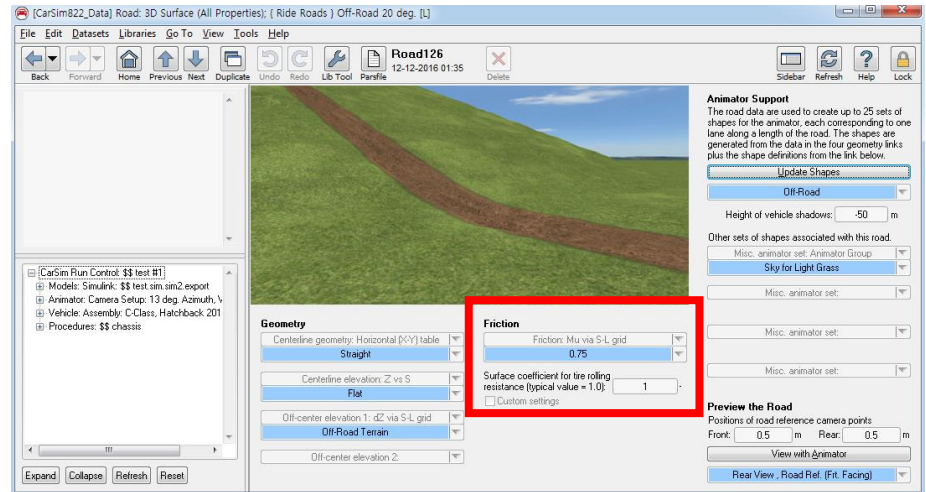 [CarSim822_Data] Road: 3D Surface (All Properties); { Ride Roads } Off-Road 20 deg. [L]
File Edit Datasets Libraries Go To View Tools Help
Back Forward Home Previous Next Duplicate Undo Redo Lib Tool Parsfile
Road126
12-12-2016 01:35
Delete Sidebar Refresh Help Lock
CarSim Run Control: $$ test #1
Models: Simulink: $$ test.sim.sim2.export
Animator: Camera Setup: 13 deg. Azimuth, V
Vehicle: Assembly: C-Class, Hatchback 201
Procedures: $$ chassis
Expand Collapse Refresh Reset
Geometry
Centerline geometry: Horizontal (X-Y) table
Straight
Centerline elevation: Z vs S
Flat
Off-center elevation 1: dZ via S-L grid
Off-Road Terrain
Off-center elevation 2:
Friction
Friction: Mu via S-L grid
0.75
Surface coefficient for tire rolling
resistance (typical value = 1.0): 1 -
Custom settings
Animator Support
The road data are used to create up to 25 sets of
shapes for the animator, each corresponding to one
lane along a length of the road. The shapes are
generated from the data in the four geometry links
plus the shape definitions from the link below.
Update Shapes
Off-Road
Height of vehicle shadows: -50 m
Other sets of shapes associated with this road.
Misc. animator set: Animator Group
Sky for Light Grass
Misc. animator set:
Misc. animator set:
Misc. animator set:
Preview the Road
Positions of road reference camera points
Front: 0.5 m Rear: 0.5 m
View with Animator
Rear View , Road Ref. (Frt. Facing)